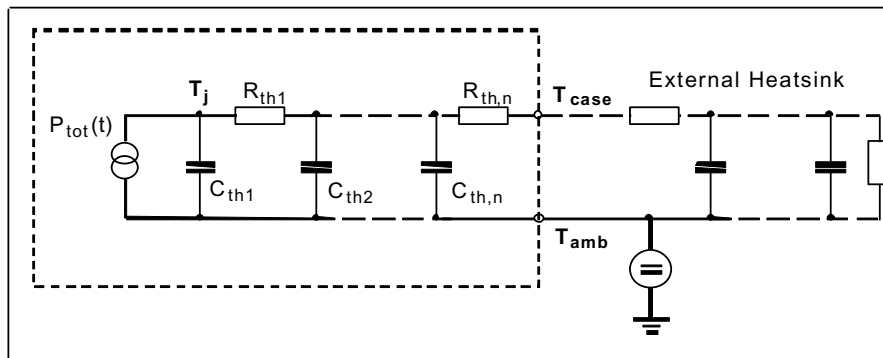 External Heatsink
T_j
R_th1
R_th,n
T_case
P_tot(t)
C_th1
C_th2
C_th,n
T_amb